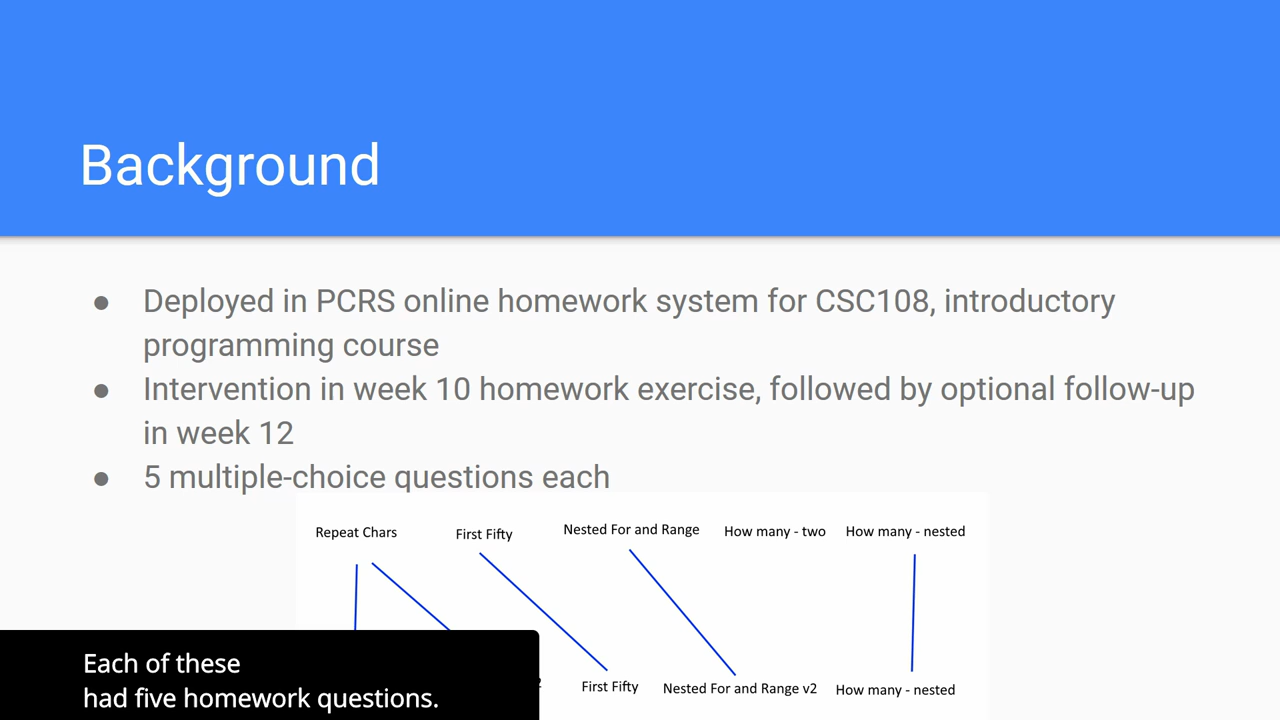 Background
● Deployed in PCRS online homework system for CSC108, introductory
programming course
● Intervention in week 10 homework exercise, followed by optional follow-up
in week 12
● 5 multiple-choice questions each
Repeat Chars First Fifty Nested For and Range How many - two How many - nested
First Fifty Nested For and Range v2 How many - nested
Each of these
had five homework questions.